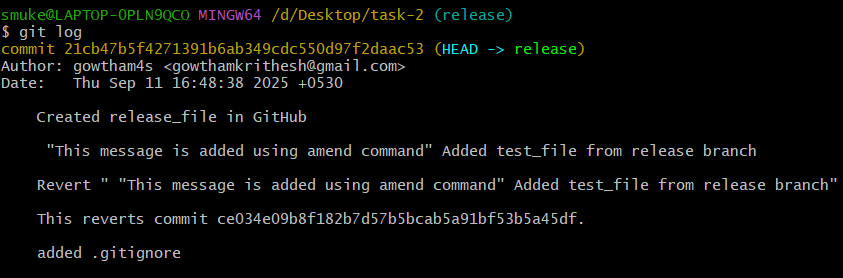 smuke@LAPTOP-0PLN9QCO MINGW64 /d/Desktop/task-2 (release)
$ git log
commit 21cb47b5f4271391b6ab349cdc550d97f2daac53 (HEAD -> release)
Author: gowtham4s <gowthamkrithesh@gmail.com>
Date:   Thu Sep 11 16:48:38 2025 +0530
    Created release_file in GitHub
     "This message is added using amend command" Added test_file from release branch
    Revert " "This message is added using amend command" Added test_file from release branch"
    This reverts commit ce034e09b8f182b7d57b5bcab5a91bf53b5a45df.
    added .gitignore